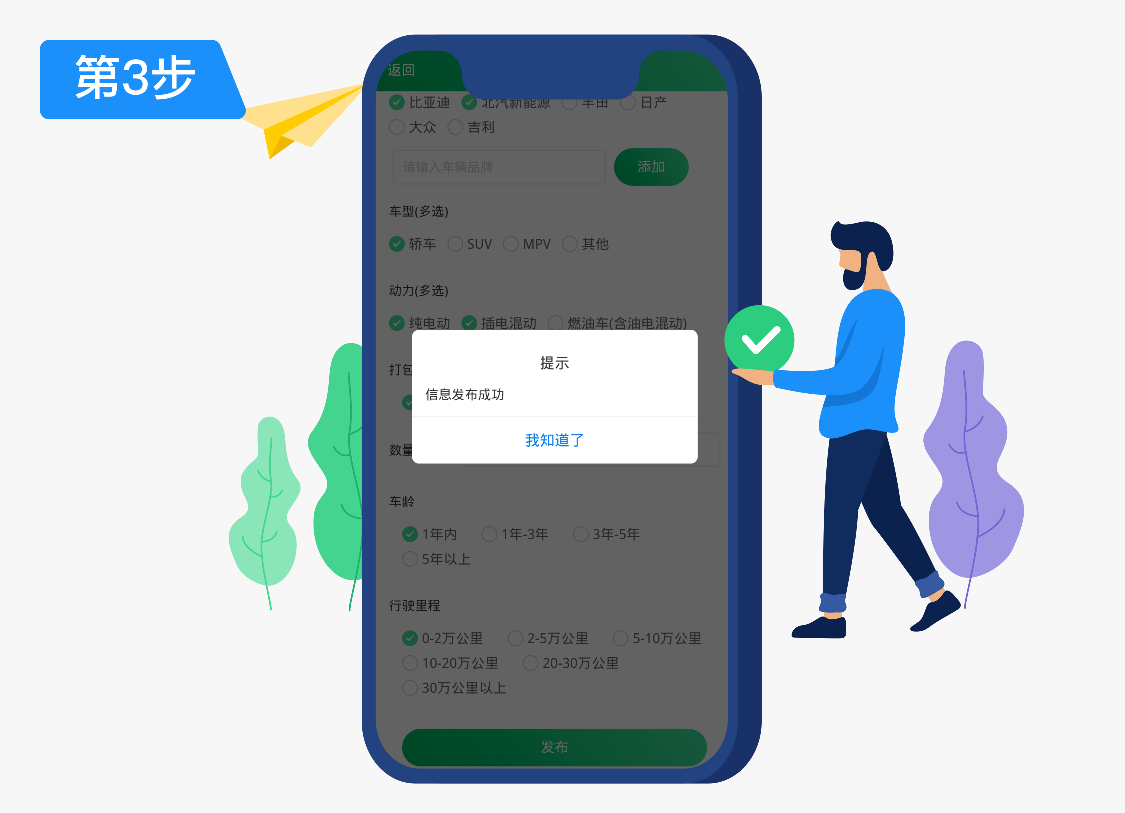 第3步
返回
比亚迪 北汽新能源 丰田 日产
大众 吉利
请输入车辆品牌 添加
车型(多选)
轿车 SUV MPV 其他
动力(多选)
纯电动 插电混动 燃油车(含油电混动)
打包
提示
信息发布成功
我知道了
数量
车龄
1年内 1年-3年 3年-5年
5年以上
行驶里程
0-2万公里 2-5万公里 5-10万公里
10-20万公里 20-30万公里
30万公里以上
发布